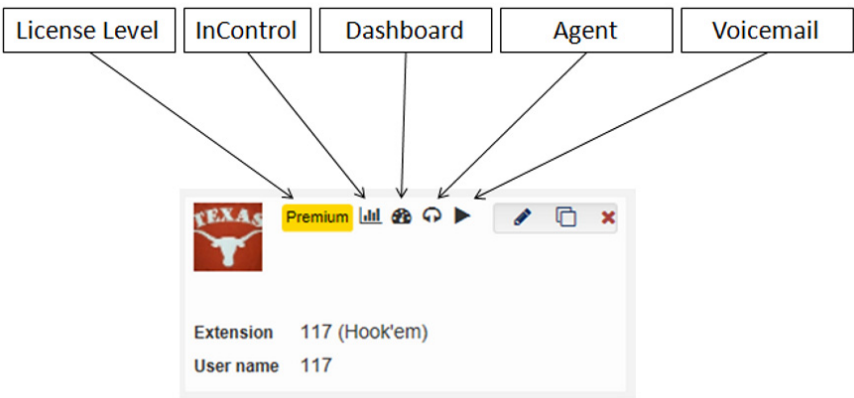 License Level InControl Dashboard Agent Voicemail
TEXAS Premium
Extension 117 (Hook'em)
User name 117